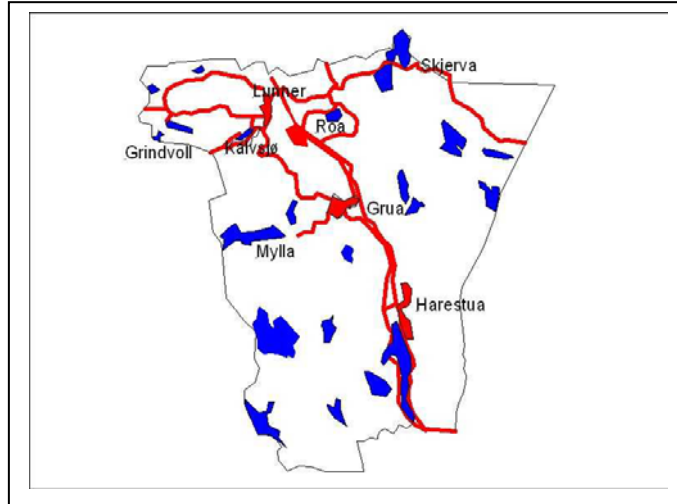 Skjerva
Lunner
Roa
Kalvsjø
Grindvoll
Grua
Mylla
Harestua